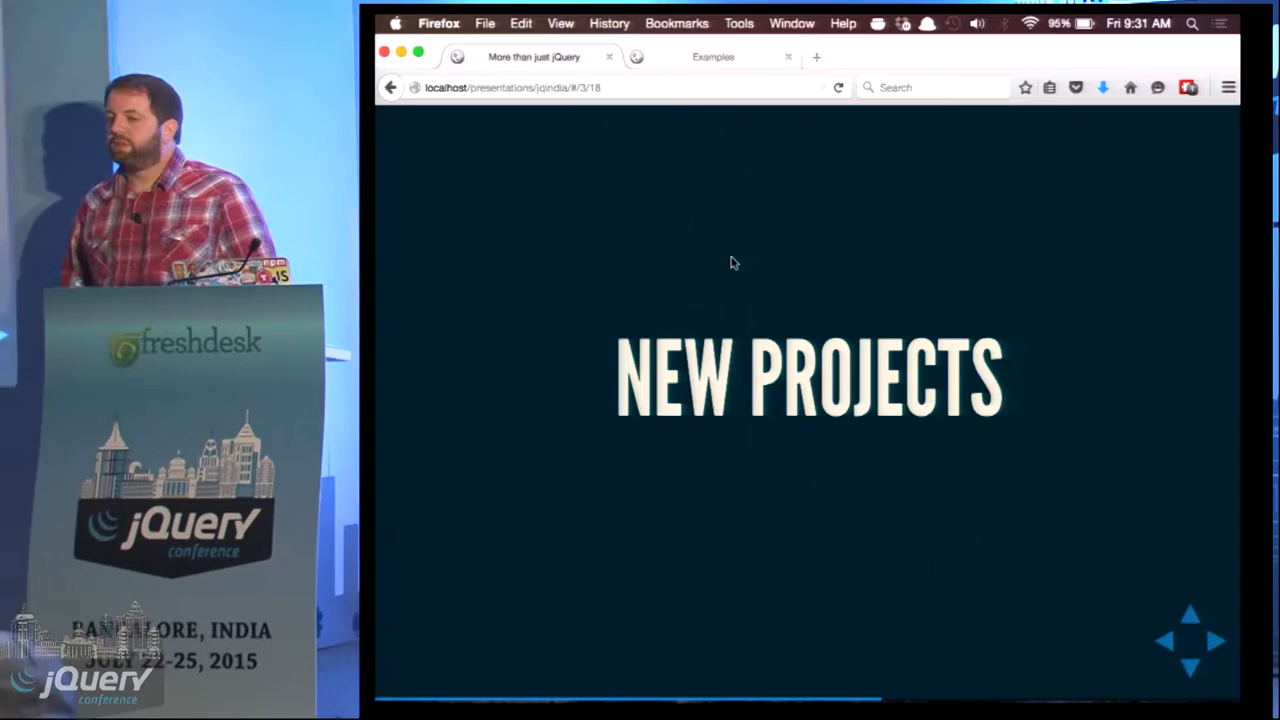 Firefox File Edit View History Bookmarks Tools Window Help 95% Fri 9:31 AM
More than just jQuery Examples
localhost/presentations/jqindia/#/3/18 Search
NEW PROJECTS
npm
JS
freshdesk
jQuery
conference
BANGALORE, INDIA
JULY 22-25, 2015
jQuery
conference